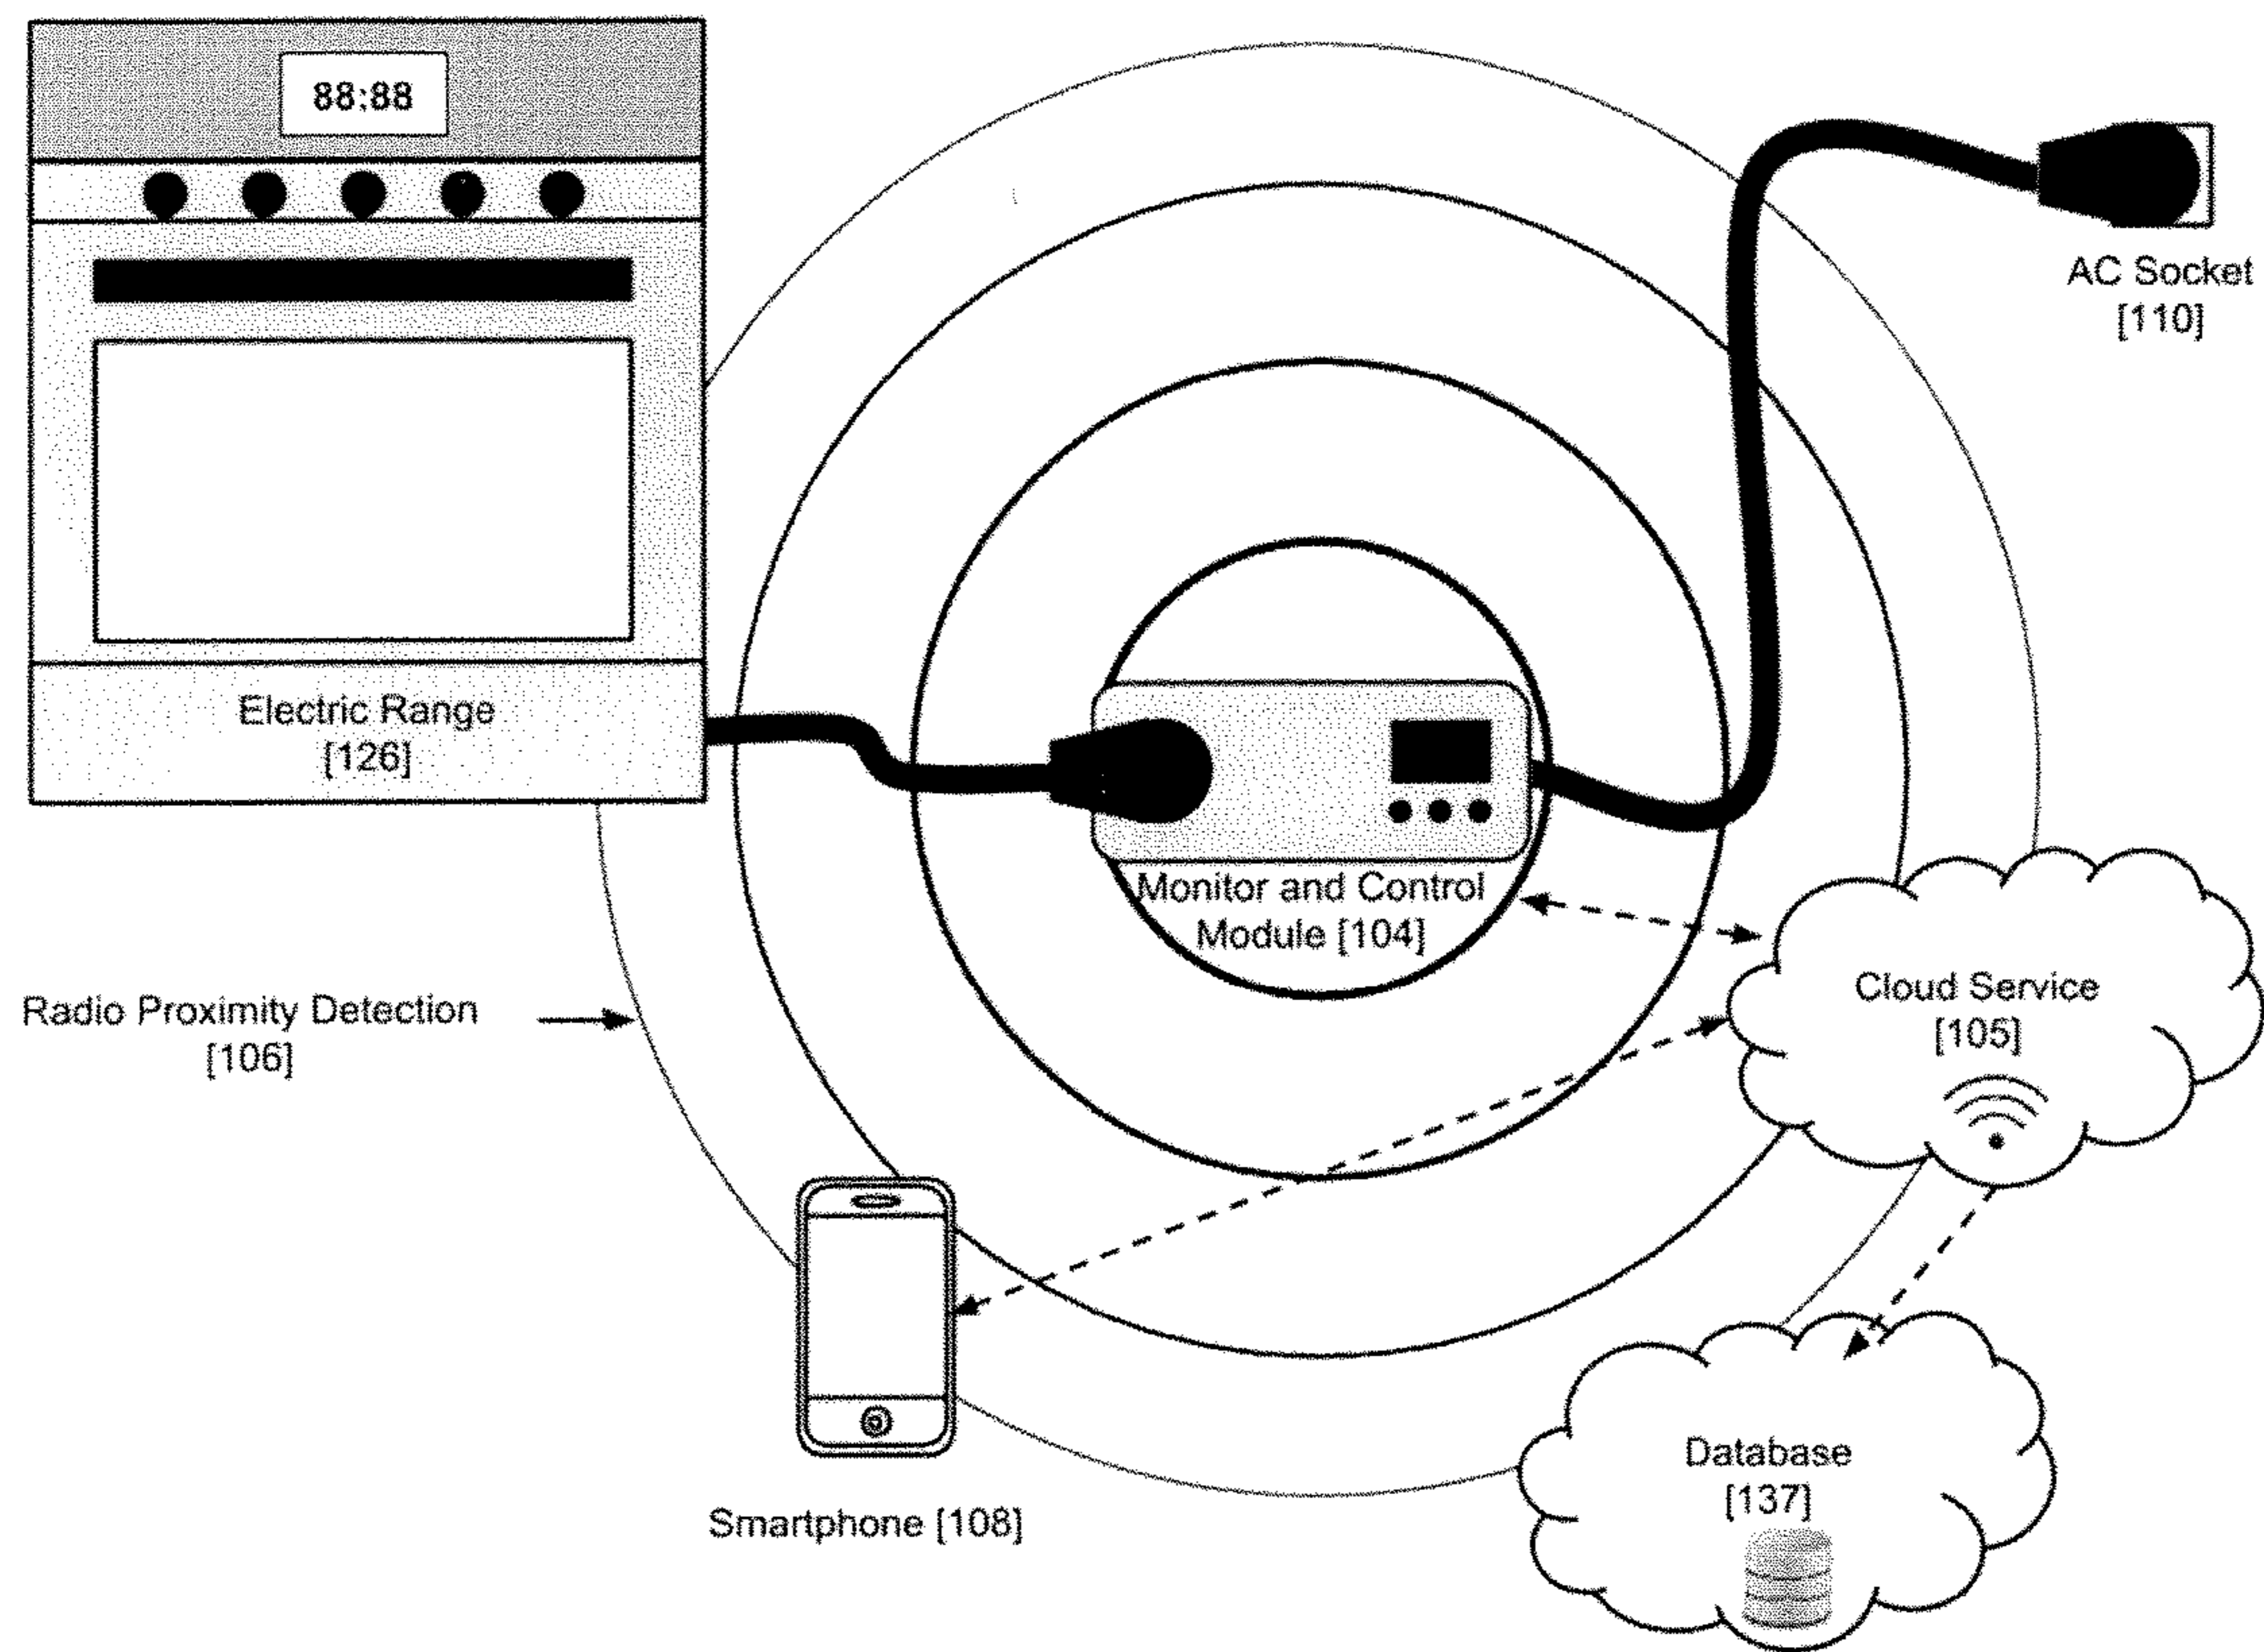 88:88
AC Socket
[110]
Electric Range
[126]
Monitor and Control
Module [104]
Cloud Service
[105]
Radio Proximity Detection
[106]
Database
[137]
Smartphone [108]